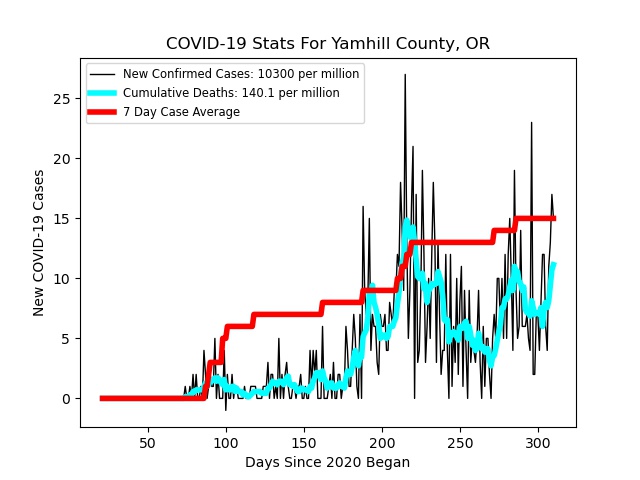 COVID-19 Stats For Yamhill County, OR
New Confirmed Cases: 10300 per million
Cumulative Deaths: 140.1 per million
7 Day Case Average
New COVID-19 Cases
25
20
15
10
5
0
50 100 150 200 250 300
Days Since 2020 Began